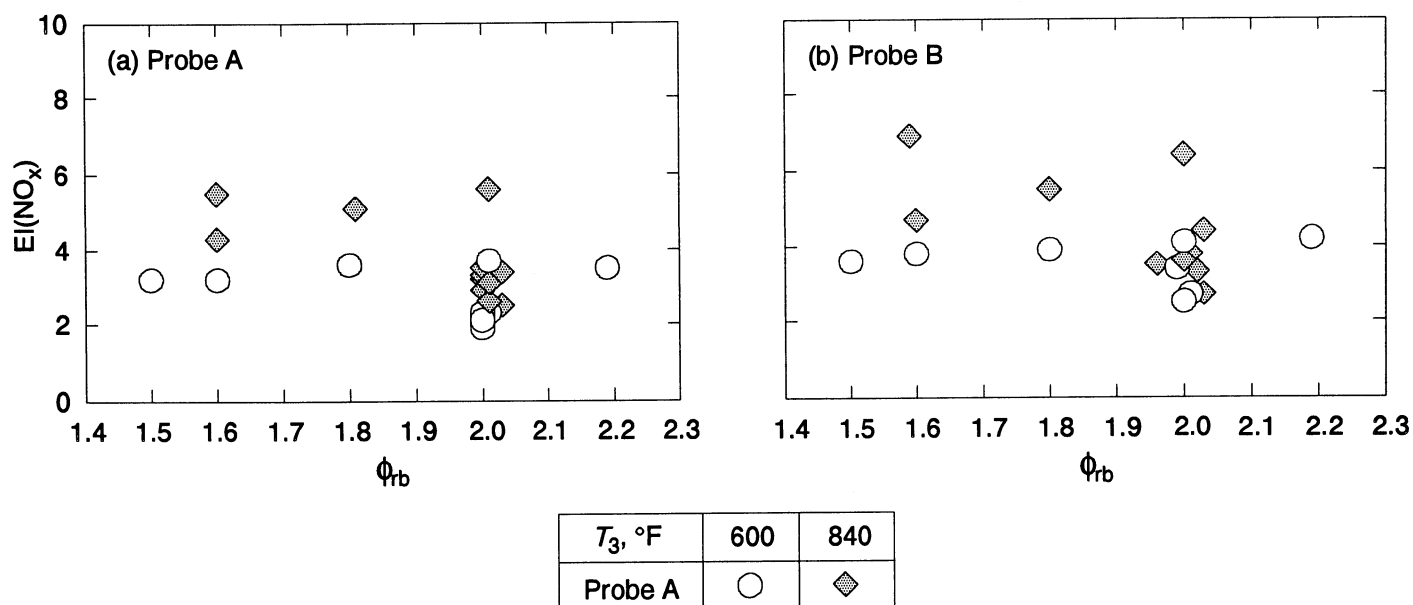 (a) Probe A
(b) Probe B
EI(NOx)
10
8
6
4
2
0
1.4 1.5 1.6 1.7 1.8 1.9 2.0 2.1 2.2 2.3
1.4 1.5 1.6 1.7 1.8 1.9 2.0 2.1 2.2 2.3
ϕrb
ϕrb
T3, °F 600 840
Probe A